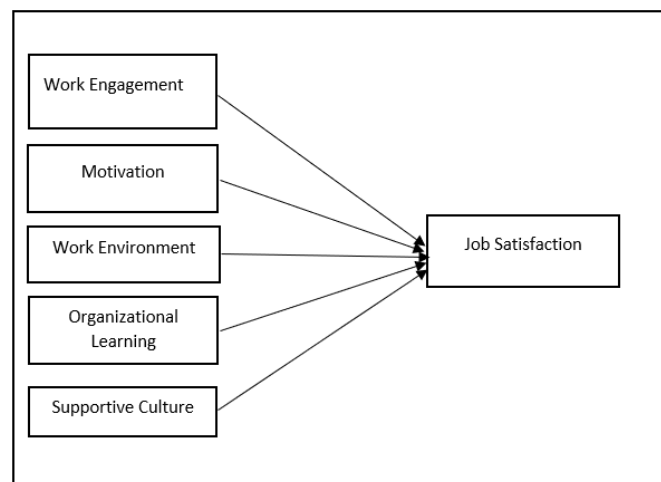 Work Engagement
Motivation
Work Environment
Organizational
Learning
Supportive Culture
Job Satisfaction